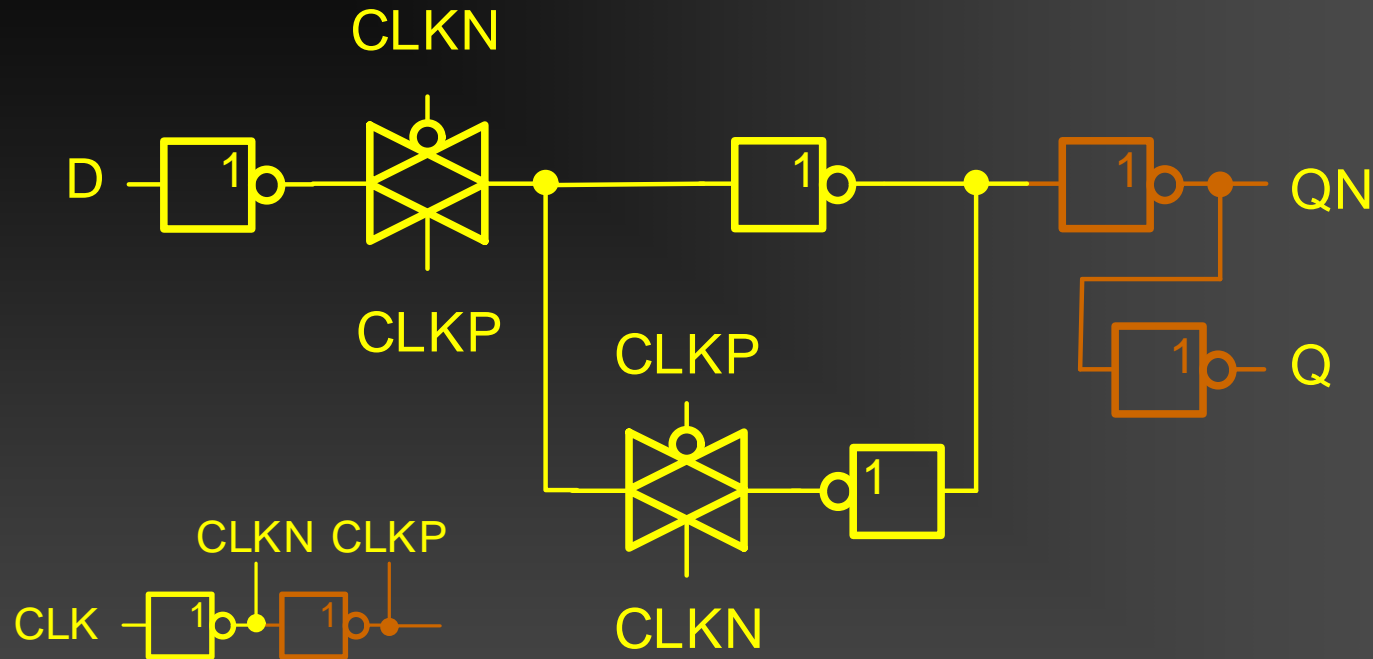 CLKN
D 1 1 1 QN
CLKP
CLKP
1 Q
1
CLKN CLKP
CLK 1 1
CLKN